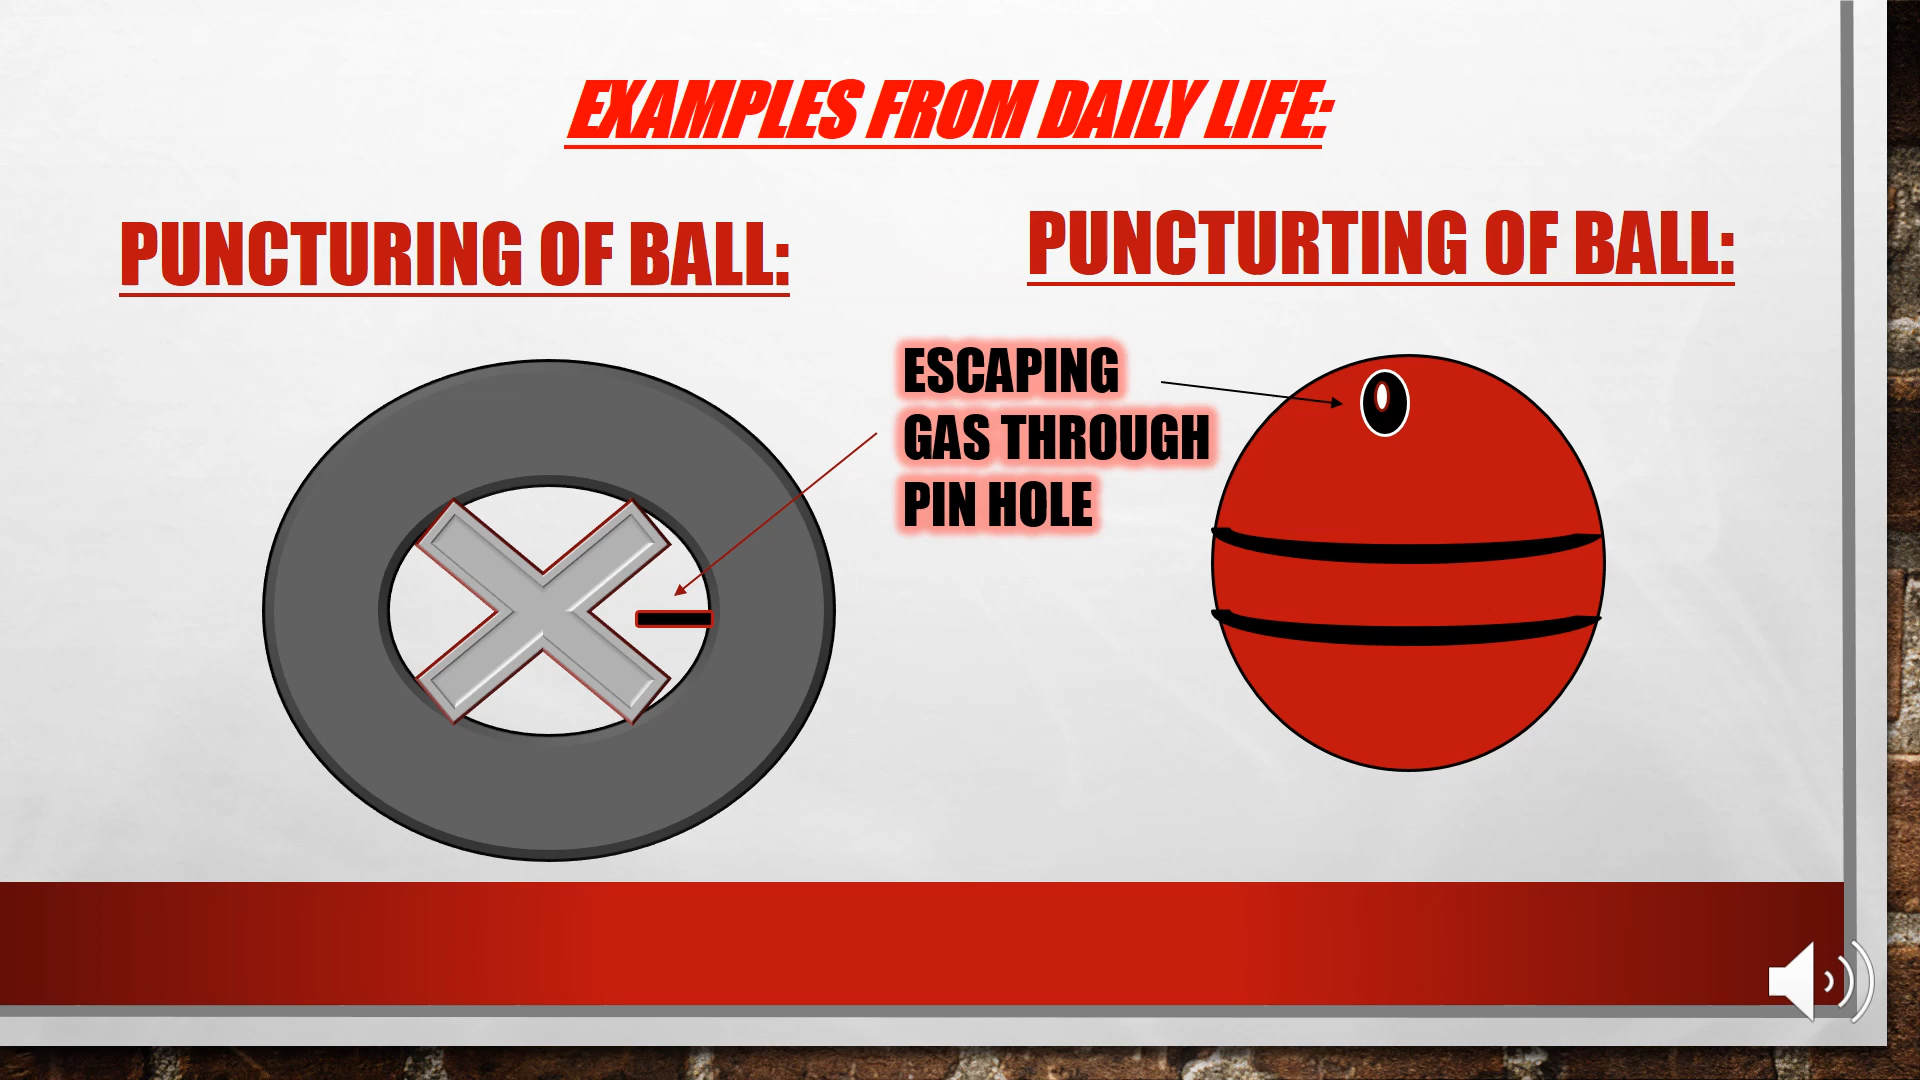 EXAMPLES FROM DAILY LIFE:
PUNCTURING OF BALL:
PUNCTURTING OF BALL:
ESCAPING
GAS THROUGH
PIN HOLE